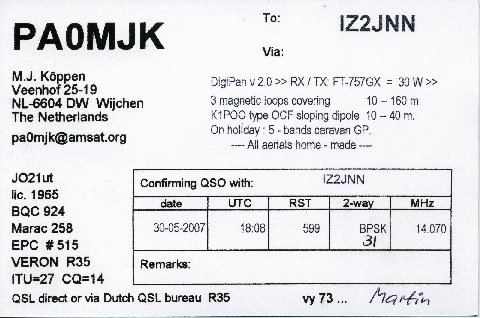 PA0MJK
To: IZ2JNN
Via:
M.J. Köppen
Veenhof 25-19
NL-6604 DW Wijchen
The Netherlands
pa0mjk@amsat.org
DigiPan v 2.0 >> RX / TX: FT-757GX = 30 W >>
3 magnetic loops covering 10 – 160 m
K1POO type OCF sloping dipole 10 – 40 m.
On holiday : 5 - bands caravan GP.
---- All aerials home - made ----
JO21ut
lic. 1965
BQC 924
Marac 258
EPC # 515
VERON R35
ITU=27 CQ=14
Confirming QSO with: IZ2JNN
date UTC RST 2-way MHz
30-05-2007 18:08 599 BPSK 31 14.070
Remarks:
QSL direct or via Dutch QSL bureau R35 vy 73 ... Martin